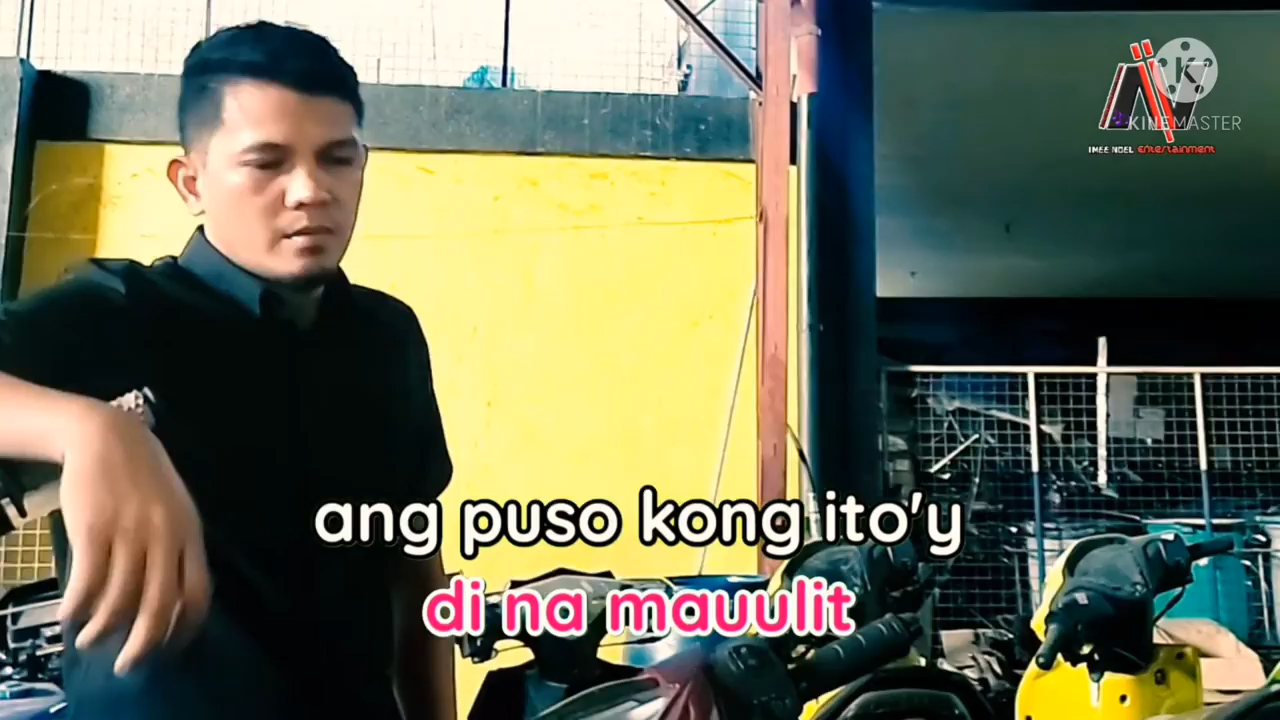 KINEMASTER
IMEE NOEL Entertainment
ang puso kong ito'y
di na mauulit